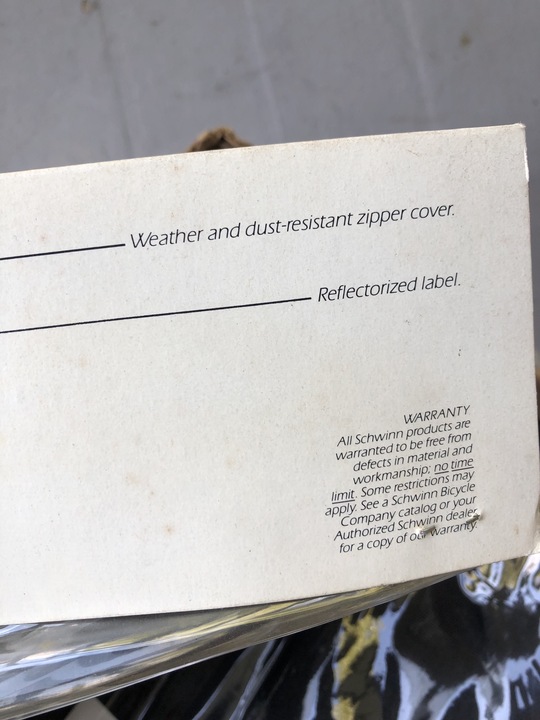 Weather and dust-resistant zipper cover.
Reflectorized label.
WARRANTY
All Schwinn products are
warranted to be free from
defects in material and
workmanship; no time
limit. Some restrictions may
apply. See a Schwinn Bicycle
Company catalog or your
Authorized Schwinn dealer
for a copy of our warranty.